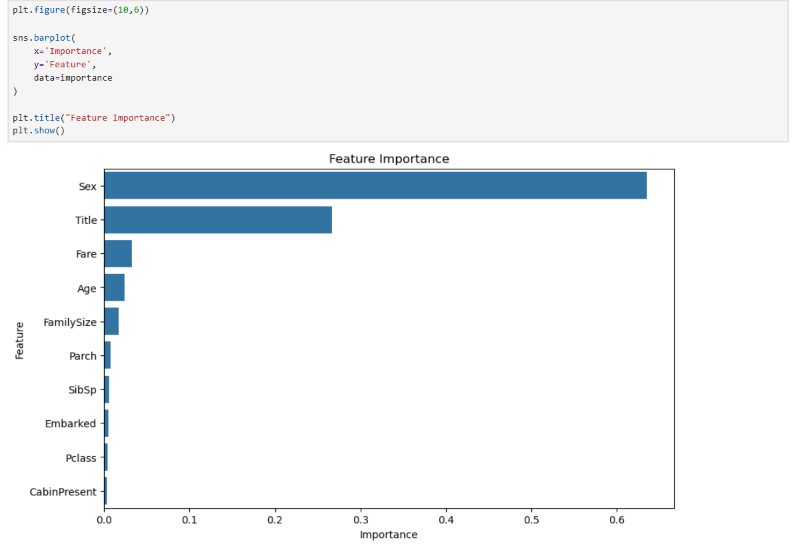 plt.figure(figsize=(10,6))
sns.barplot(
    x='Importance',
    y='Feature',
    data=importance
)
plt.title("Feature Importance")
plt.show()
Feature Importance
Sex
Title
Fare
Age
FamilySize
Parch
SibSp
Embarked
Pclass
CabinPresent
Feature
0.0 0.1 0.2 0.3 0.4 0.5 0.6
Importance